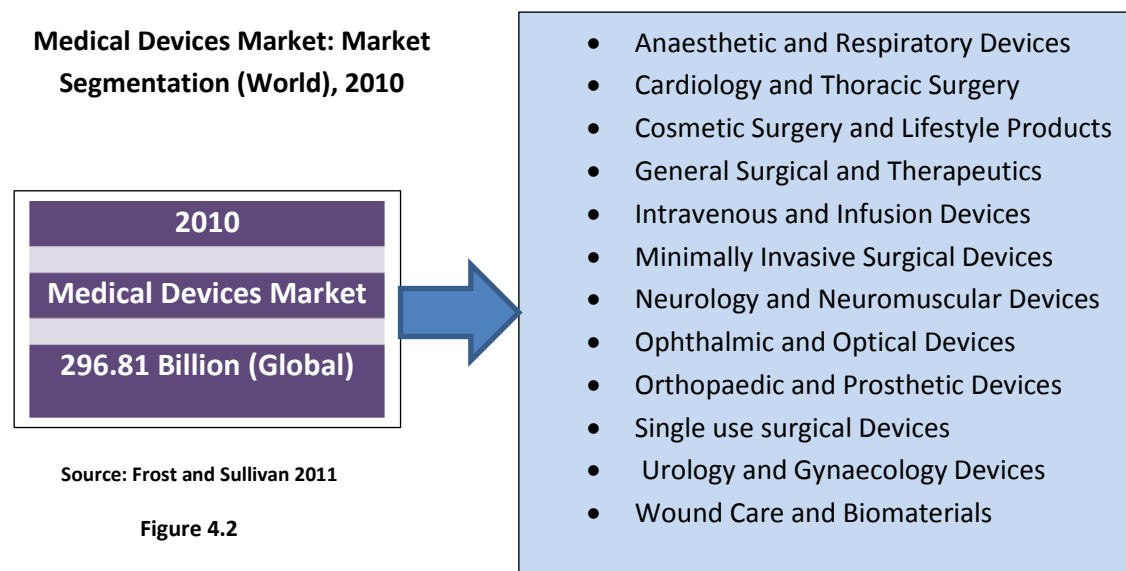 Medical Devices Market: Market
Segmentation (World), 2010
2010
Medical Devices Market
296.81 Billion (Global)
Source: Frost and Sullivan 2011
Figure 4.2
• Anaesthetic and Respiratory Devices
• Cardiology and Thoracic Surgery
• Cosmetic Surgery and Lifestyle Products
• General Surgical and Therapeutics
• Intravenous and Infusion Devices
• Minimally Invasive Surgical Devices
• Neurology and Neuromuscular Devices
• Ophthalmic and Optical Devices
• Orthopaedic and Prosthetic Devices
• Single use surgical Devices
• Urology and Gynaecology Devices
• Wound Care and Biomaterials